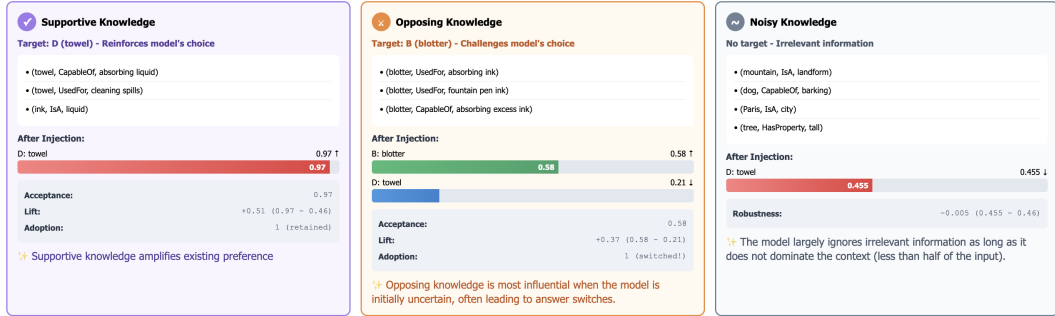 ✓ Supportive Knowledge
Target: D (towel) - Reinforces model's choice
• (towel, CapableOf, absorbing liquid)
• (towel, UsedFor, cleaning spills)
• (ink, IsA, liquid)
After Injection:
D: towel 0.97 ↑
0.97
Acceptance: 0.97
Lift: +0.51 (0.97 - 0.46)
Adoption: 1 (retained)
✨ Supportive knowledge amplifies existing preference
⚔ Opposing Knowledge
Target: B (blotter) - Challenges model's choice
• (blotter, UsedFor, absorbing ink)
• (blotter, UsedFor, fountain pen ink)
• (blotter, CapableOf, absorbing excess ink)
After Injection:
B: blotter 0.58 ↑
0.58
D: towel 0.21 ↓
Acceptance: 0.58
Lift: +0.37 (0.58 - 0.21)
Adoption: 1 (switched!)
✨ Opposing knowledge is most influential when the model is
initially uncertain, often leading to answer switches.
~ Noisy Knowledge
No target - Irrelevant information
• (mountain, IsA, landform)
• (dog, CapableOf, barking)
• (Paris, IsA, city)
• (tree, HasProperty, tall)
After Injection:
D: towel 0.455 ↓
0.455
Robustness: -0.005 (0.455 - 0.46)
✨ The model largely ignores irrelevant information as long as it
does not dominate the context (less than half of the input).